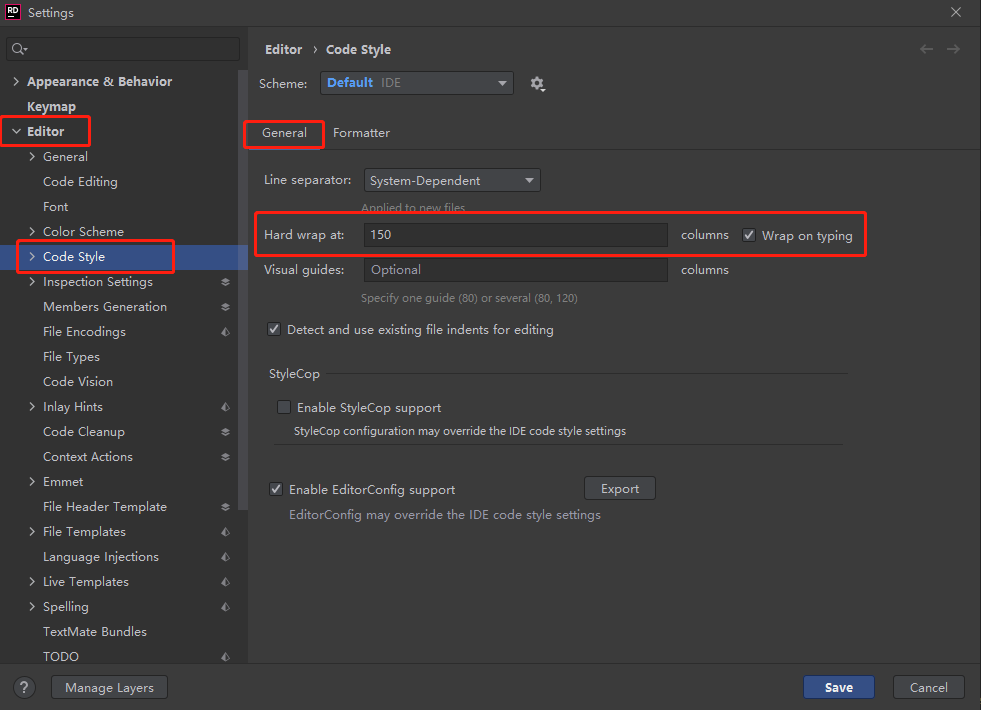 RD Settings
Appearance & Behavior
Keymap
Editor
General
Code Editing
Font
Color Scheme
Code Style
Inspection Settings
Members Generation
File Encodings
File Types
Code Vision
Inlay Hints
Code Cleanup
Context Actions
Emmet
File Header Template
File Templates
Language Injections
Live Templates
Spelling
TextMate Bundles
TODO
Editor › Code Style
Scheme: Default IDE
General Formatter
Line separator: System-Dependent
Applied to new files
Hard wrap at: 150 columns Wrap on typing
Visual guides: Optional columns
Specify one guide (80) or several (80, 120)
Detect and use existing file indents for editing
StyleCop
Enable StyleCop support
StyleCop configuration may override the IDE code style settings
Enable EditorConfig support Export
EditorConfig may override the IDE code style settings
? Manage Layers Save Cancel